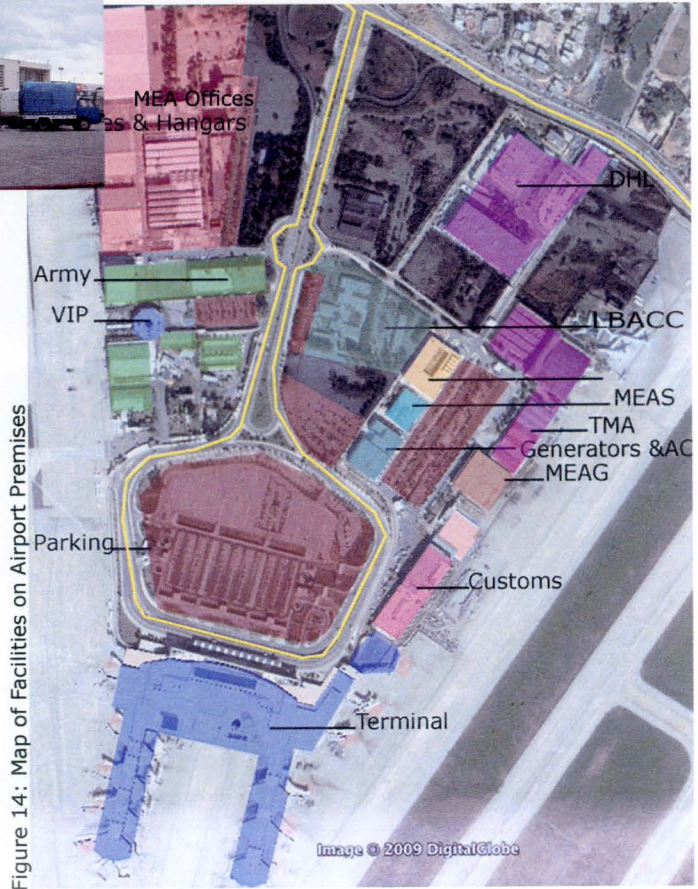 MEA Offices
es & Hangars
DHL
Army
VIP
LBACC
MEAS
TMA
Generators &AC
MEAG
Parking
Customs
Terminal
Figure 14: Map of Facilities on Airport Premises
Image © 2009 DigitalGlobe